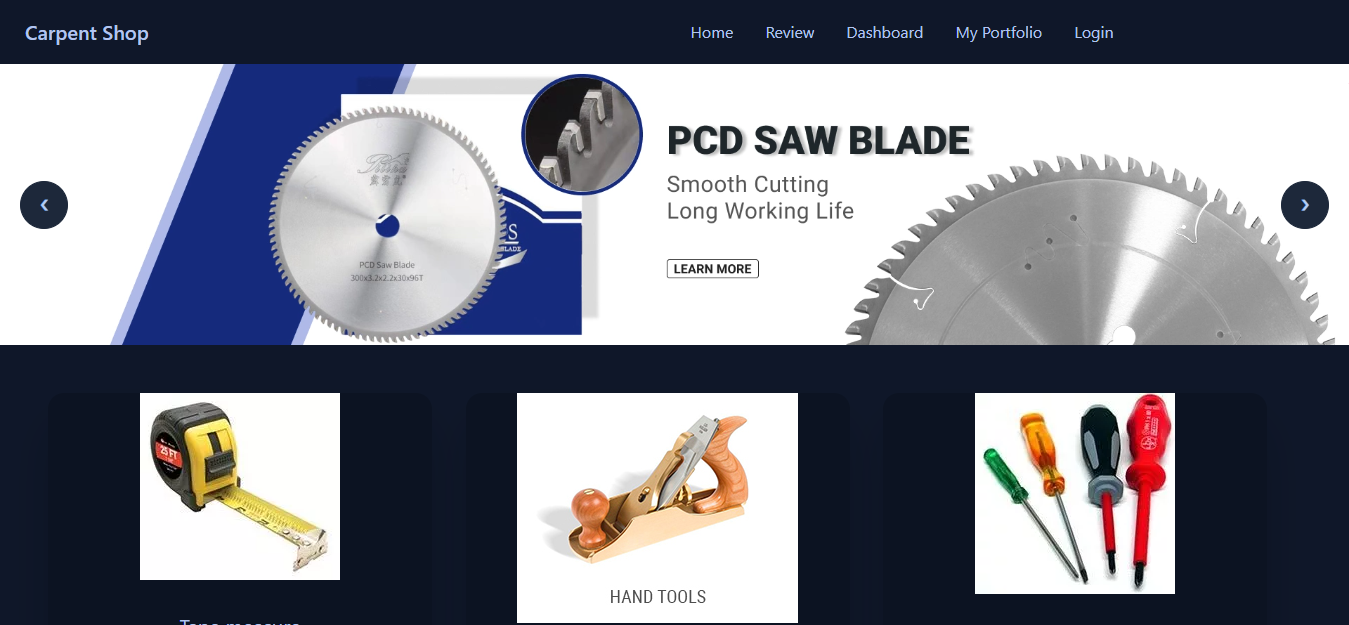 Carpent Shop
Home Review Dashboard My Portfolio Login
PCD SAW BLADE
Smooth Cutting
Long Working Life
LEARN MORE
PCD Saw Blade
300x3.2x2.2x30x96T
BLADE
25 FT
HAND TOOLS
Tape measure